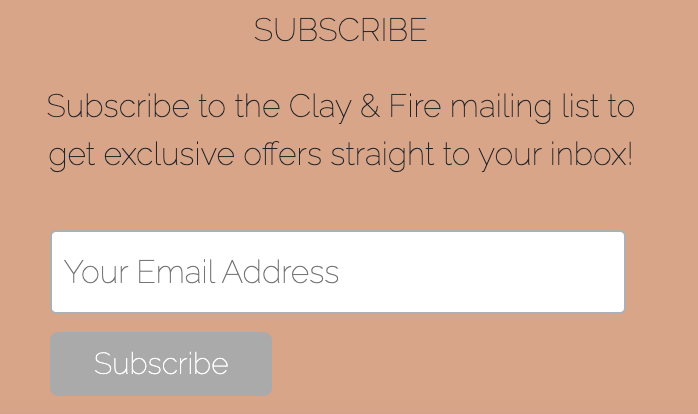 SUBSCRIBE
Subscribe to the Clay & Fire mailing list to
get exclusive offers straight to your inbox!
Your Email Address
Subscribe